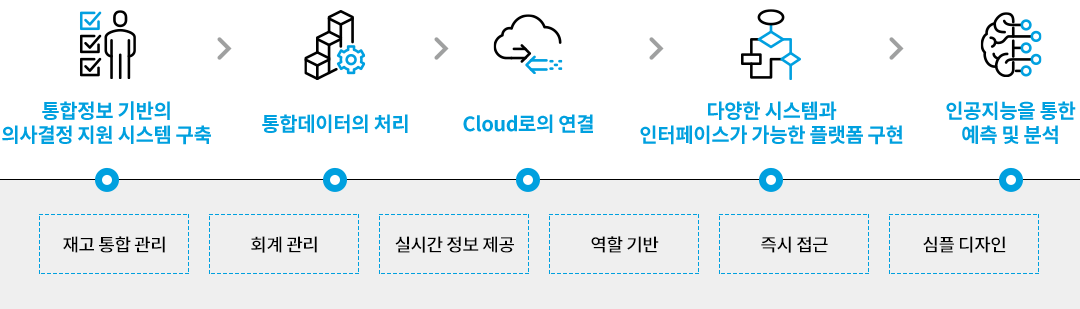 통합정보 기반의
의사결정 지원 시스템 구축
통합데이터의 처리
Cloud로의 연결
다양한 시스템과
인터페이스가 가능한 플랫폼 구현
인공지능을 통한
예측 및 분석
재고 통합 관리
회계 관리
실시간 정보 제공
역할 기반
즉시 접근
심플 디자인